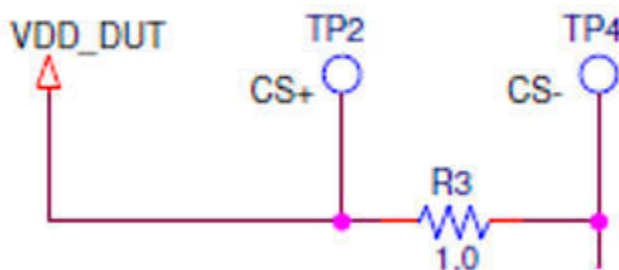 VDD_DUT
TP2
TP4
CS+
CS-
R3
1.0